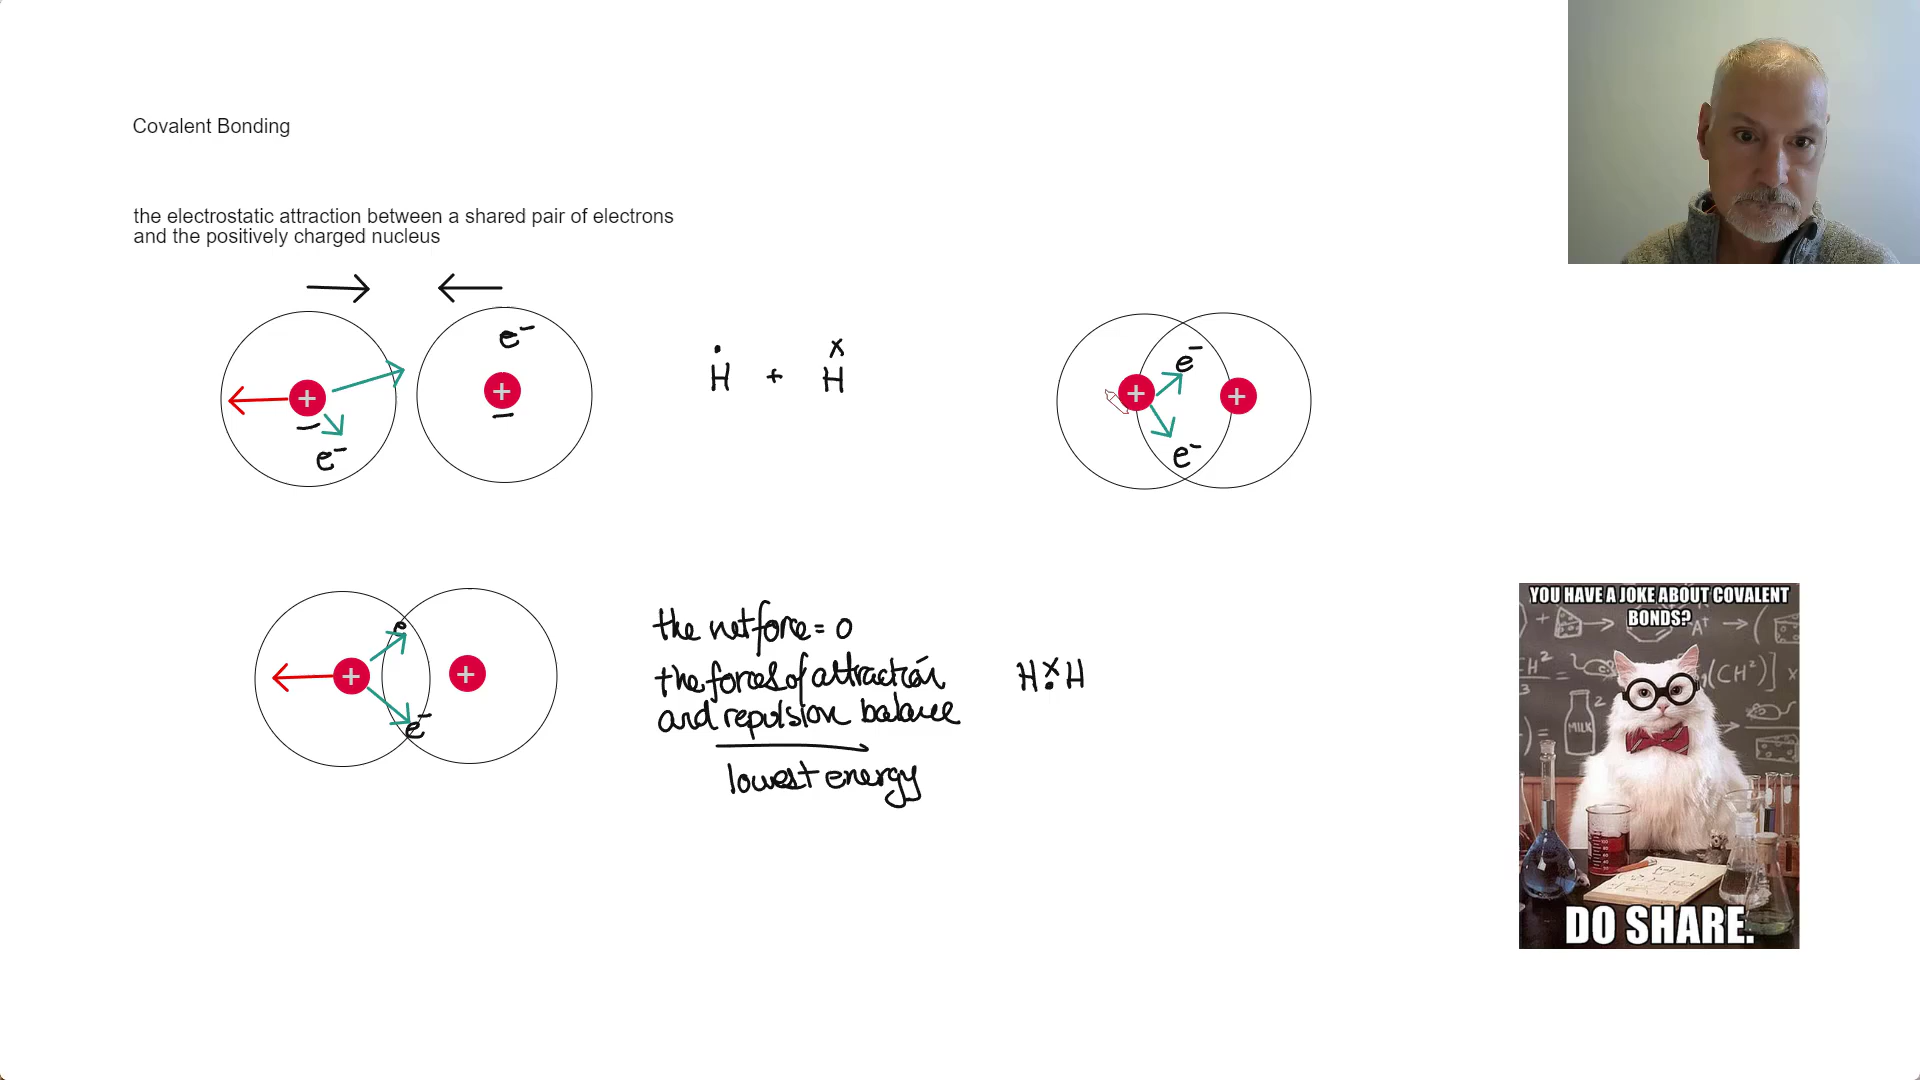 Covalent Bonding
the electrostatic attraction between a shared pair of electrons
and the positively charged nucleus
e⁻
+
+
e⁻
Ḣ + H
x
e⁻
+
+
e⁻
e
+
+
e⁻
the net force = 0
the forces of attraction
and repulsion balance
lowest energy
H ẋ H
YOU HAVE A JOKE ABOUT COVALENT
BONDS?
MILK
DO SHARE.